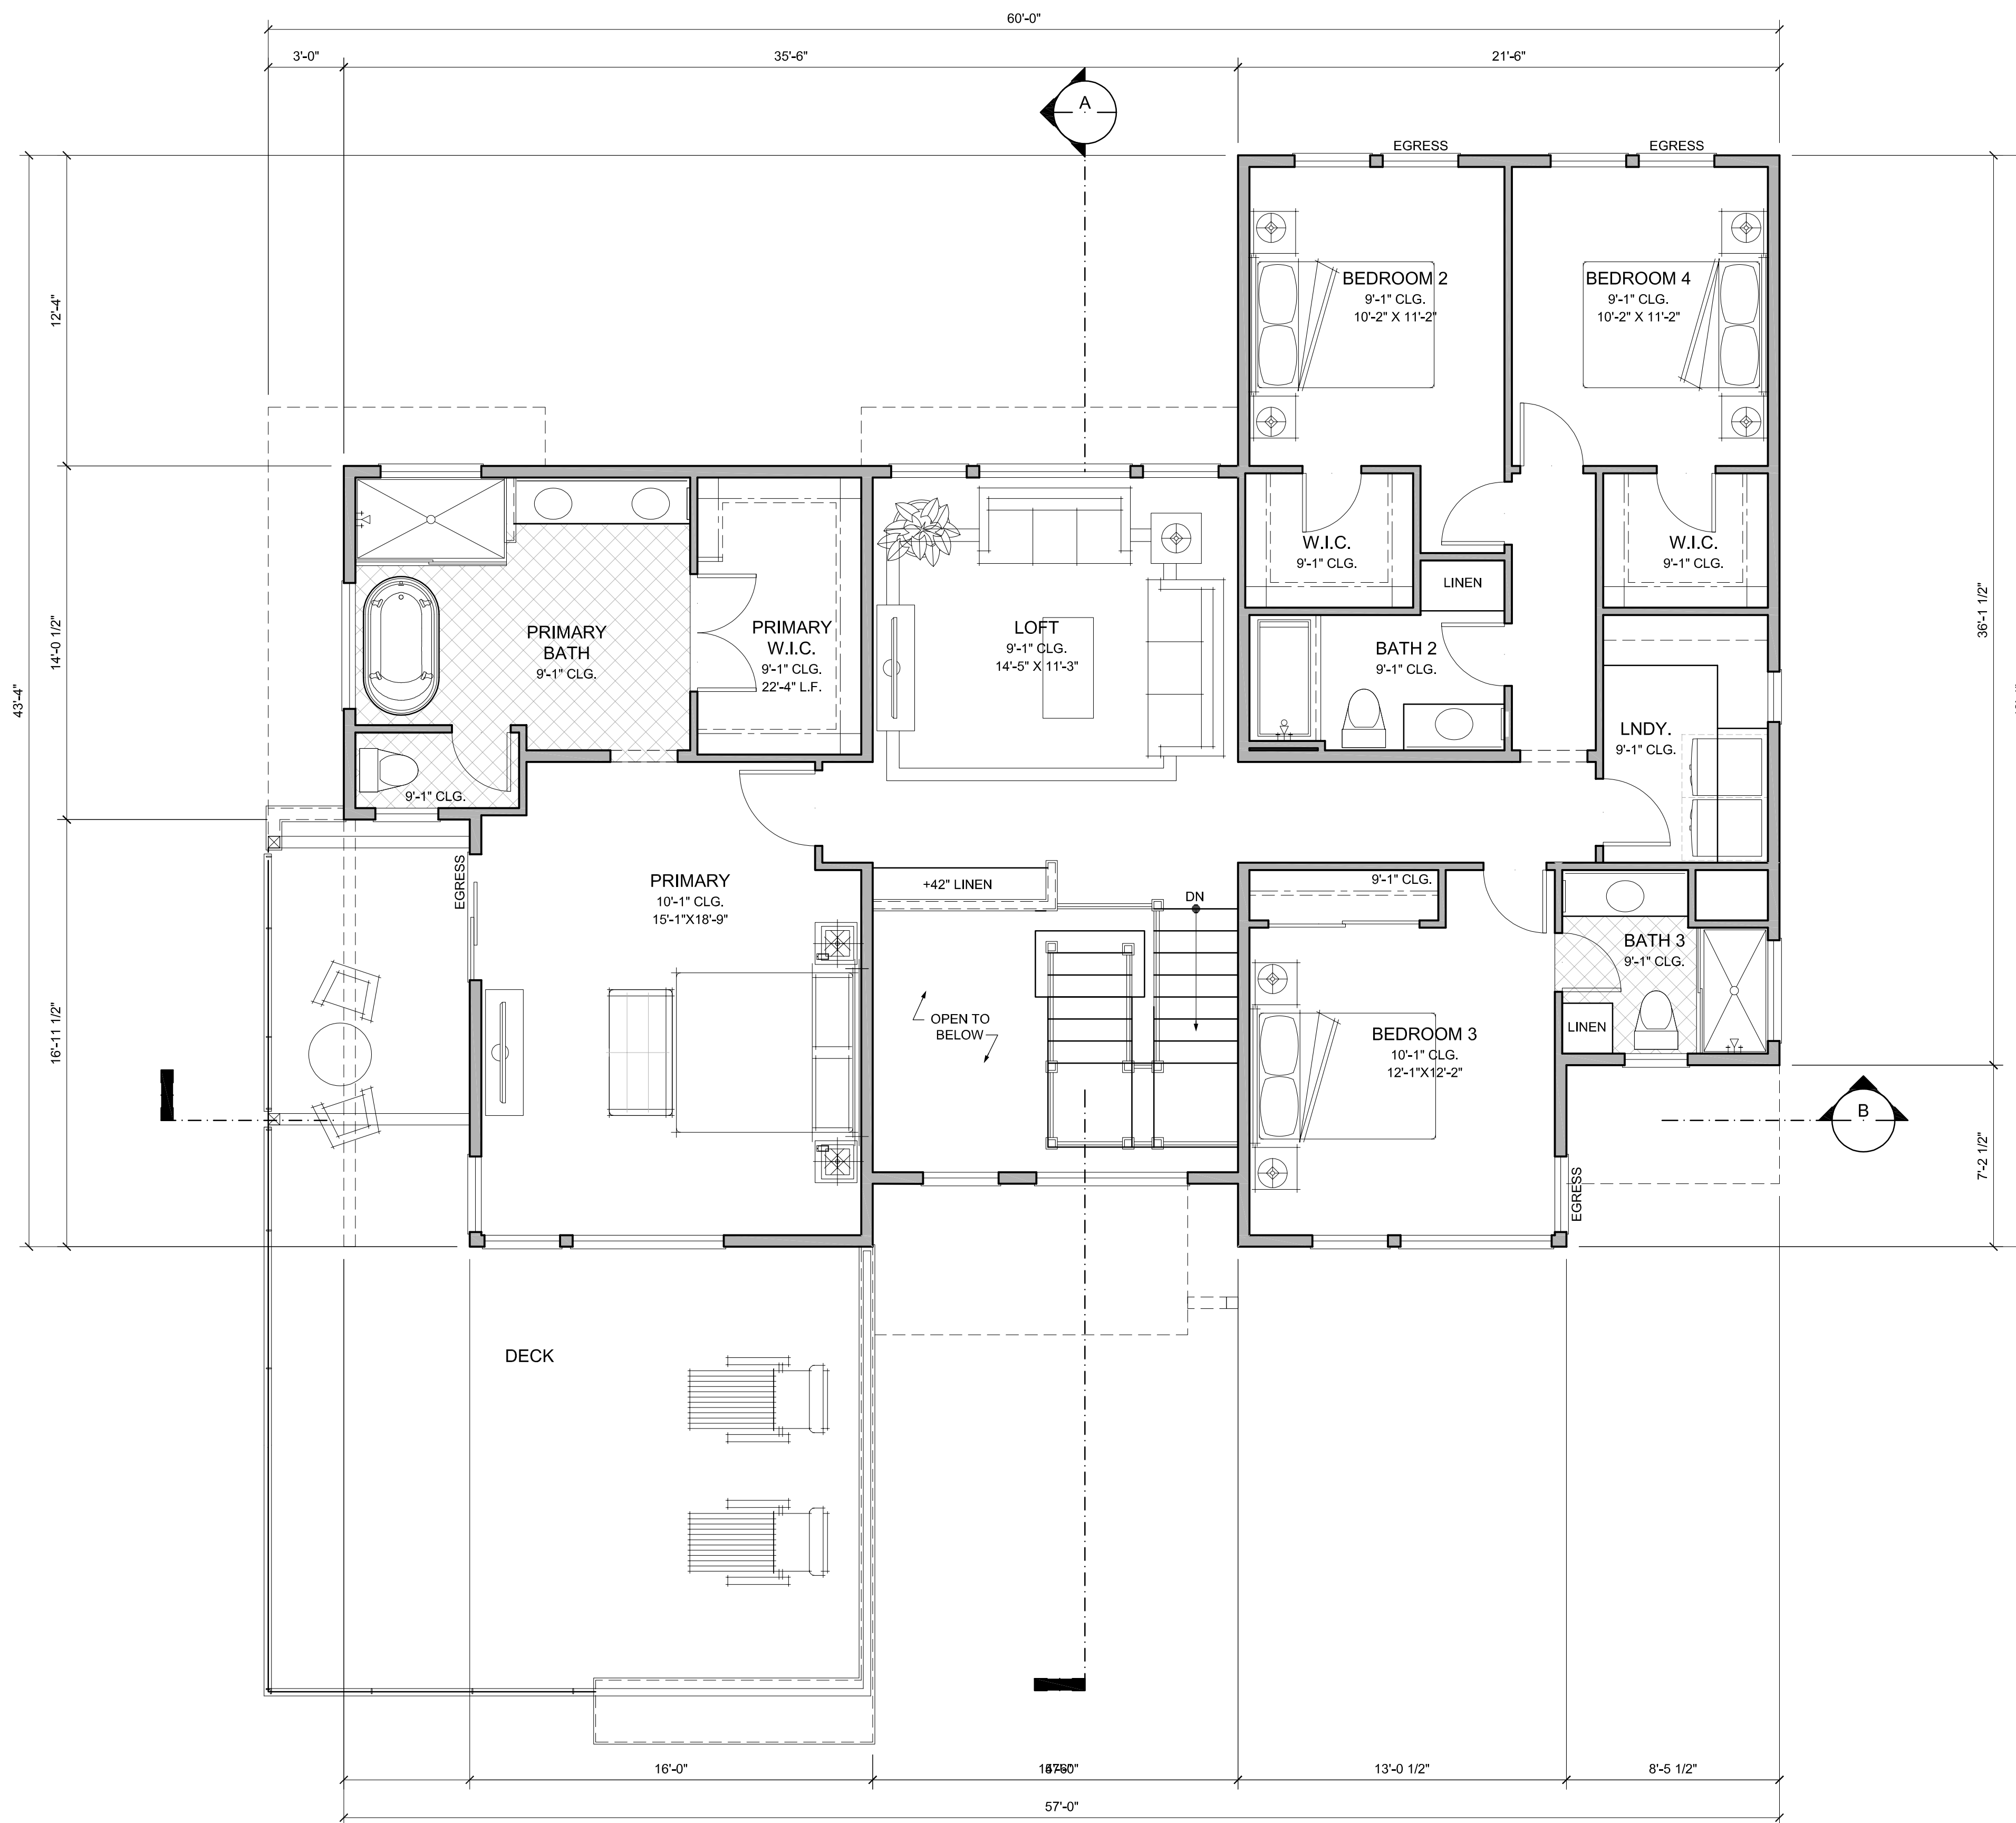 60'-0"
3'-0"
35'-6"
21'-6"
A
EGRESS
EGRESS
BEDROOM 2
9'-1" CLG.
10'-2" X 11'-2"
BEDROOM 4
9'-1" CLG.
10'-2" X 11'-2"
12'-4"
W.I.C.
9'-1" CLG.
W.I.C.
9'-1" CLG.
LINEN
PRIMARY
BATH
9'-1" CLG.
PRIMARY
W.I.C.
9'-1" CLG.
22'-4" L.F.
LOFT
9'-1" CLG.
14'-5" X 11'-3"
BATH 2
9'-1" CLG.
36'-1 1/2"
14'-0 1/2"
43'-4"
LNDY.
9'-1" CLG.
9'-1" CLG.
EGRESS
PRIMARY
10'-1" CLG.
15'-1"X18'-9"
+42" LINEN
DN
9'-1" CLG.
BATH 3
9'-1" CLG.
OPEN TO
BELOW
LINEN
BEDROOM 3
10'-1" CLG.
12'-1"X12'-2"
16'-11 1/2"
B
7'-2 1/2"
EGRESS
DECK
16'-0"
13'-0 1/2"
8'-5 1/2"
57'-0"